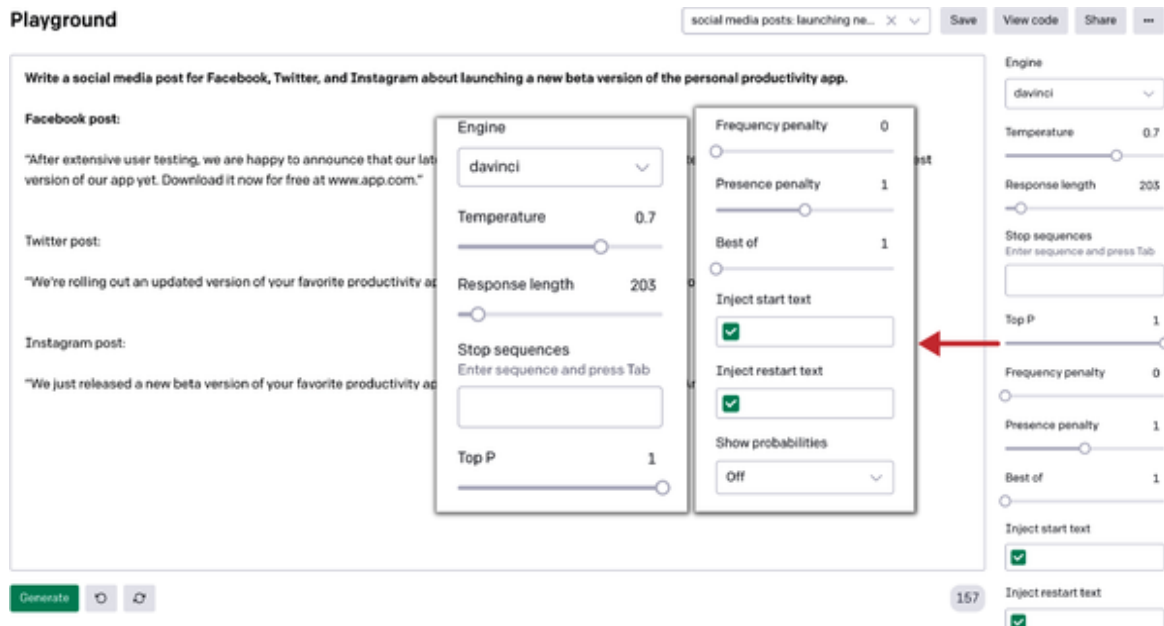 Playground
social media posts: launching ne...
Save
View code
Share
Write a social media post for Facebook, Twitter, and Instagram about launching a new beta version of the personal productivity app.
Facebook post:
"After extensive user testing, we are happy to announce that our late
est
version of our app yet. Download it now for free at www.app.com."
Twitter post:
"We're rolling out an updated version of your favorite productivity ap
Instagram post:
"We just released a new beta version of your favorite productivity ap
Engine
davinci
Temperature 0.7
Response length 203
Stop sequences
Enter sequence and press Tab
Top P 1
Frequency penalty 0
Presence penalty 1
Best of 1
Inject start text
Inject restart text
Show probabilities
Off
Engine
davinci
Temperature 0.7
Response length 203
Stop sequences
Enter sequence and press Tab
Top P 1
Frequency penalty 0
Presence penalty 1
Best of 1
Inject start text
Inject restart text
Generate
157